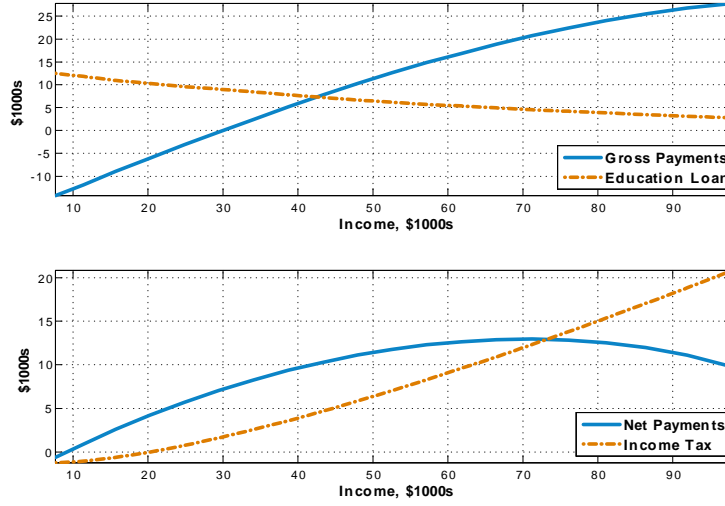 25
20
15
10
5
0
-5
-10
$1000s
Gross Payments
Education Loan
10 20 30 40 50 60 70 80 90
Income, $1000s
20
15
10
5
0
$1000s
Net Payments
Income Tax
10 20 30 40 50 60 70 80 90
Income, $1000s